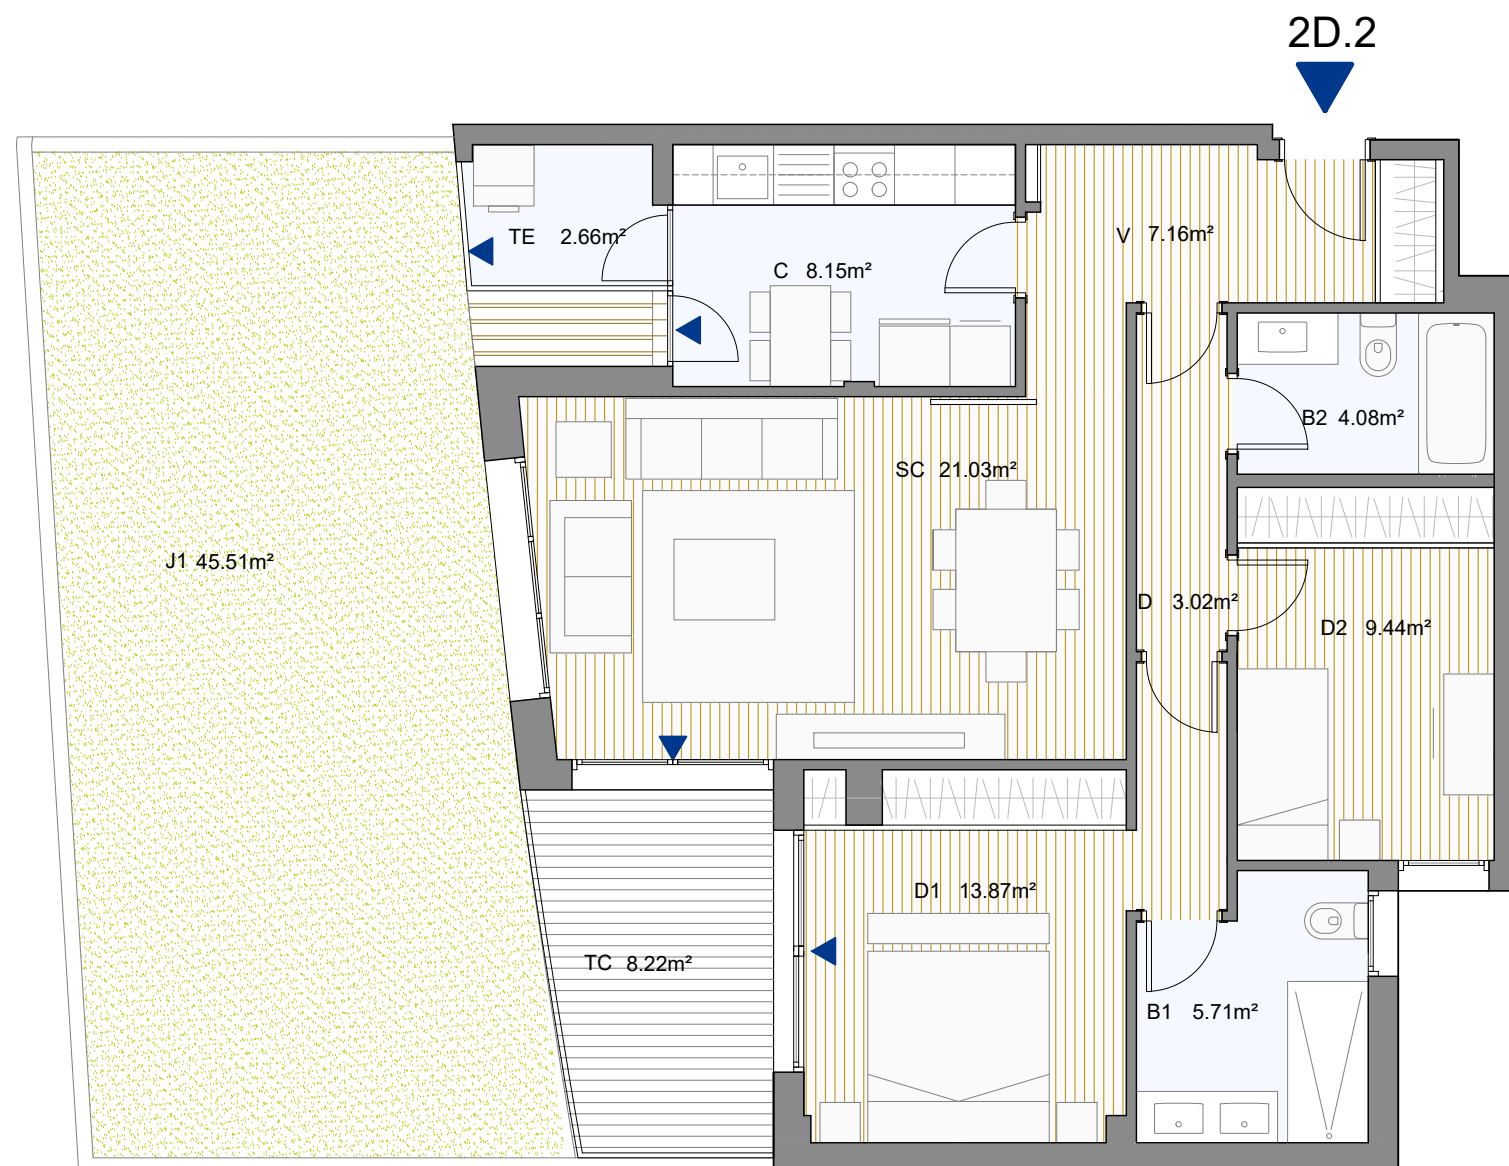 2D.2
TE 2.66m²
V 7.16m²
C 8.15m²
B2 4.08m²
SC 21.03m²
J1 45.51m²
D 3.02m²
D2 9.44m²
D1 13.87m²
TC 8.22m²
B1 5.71m²